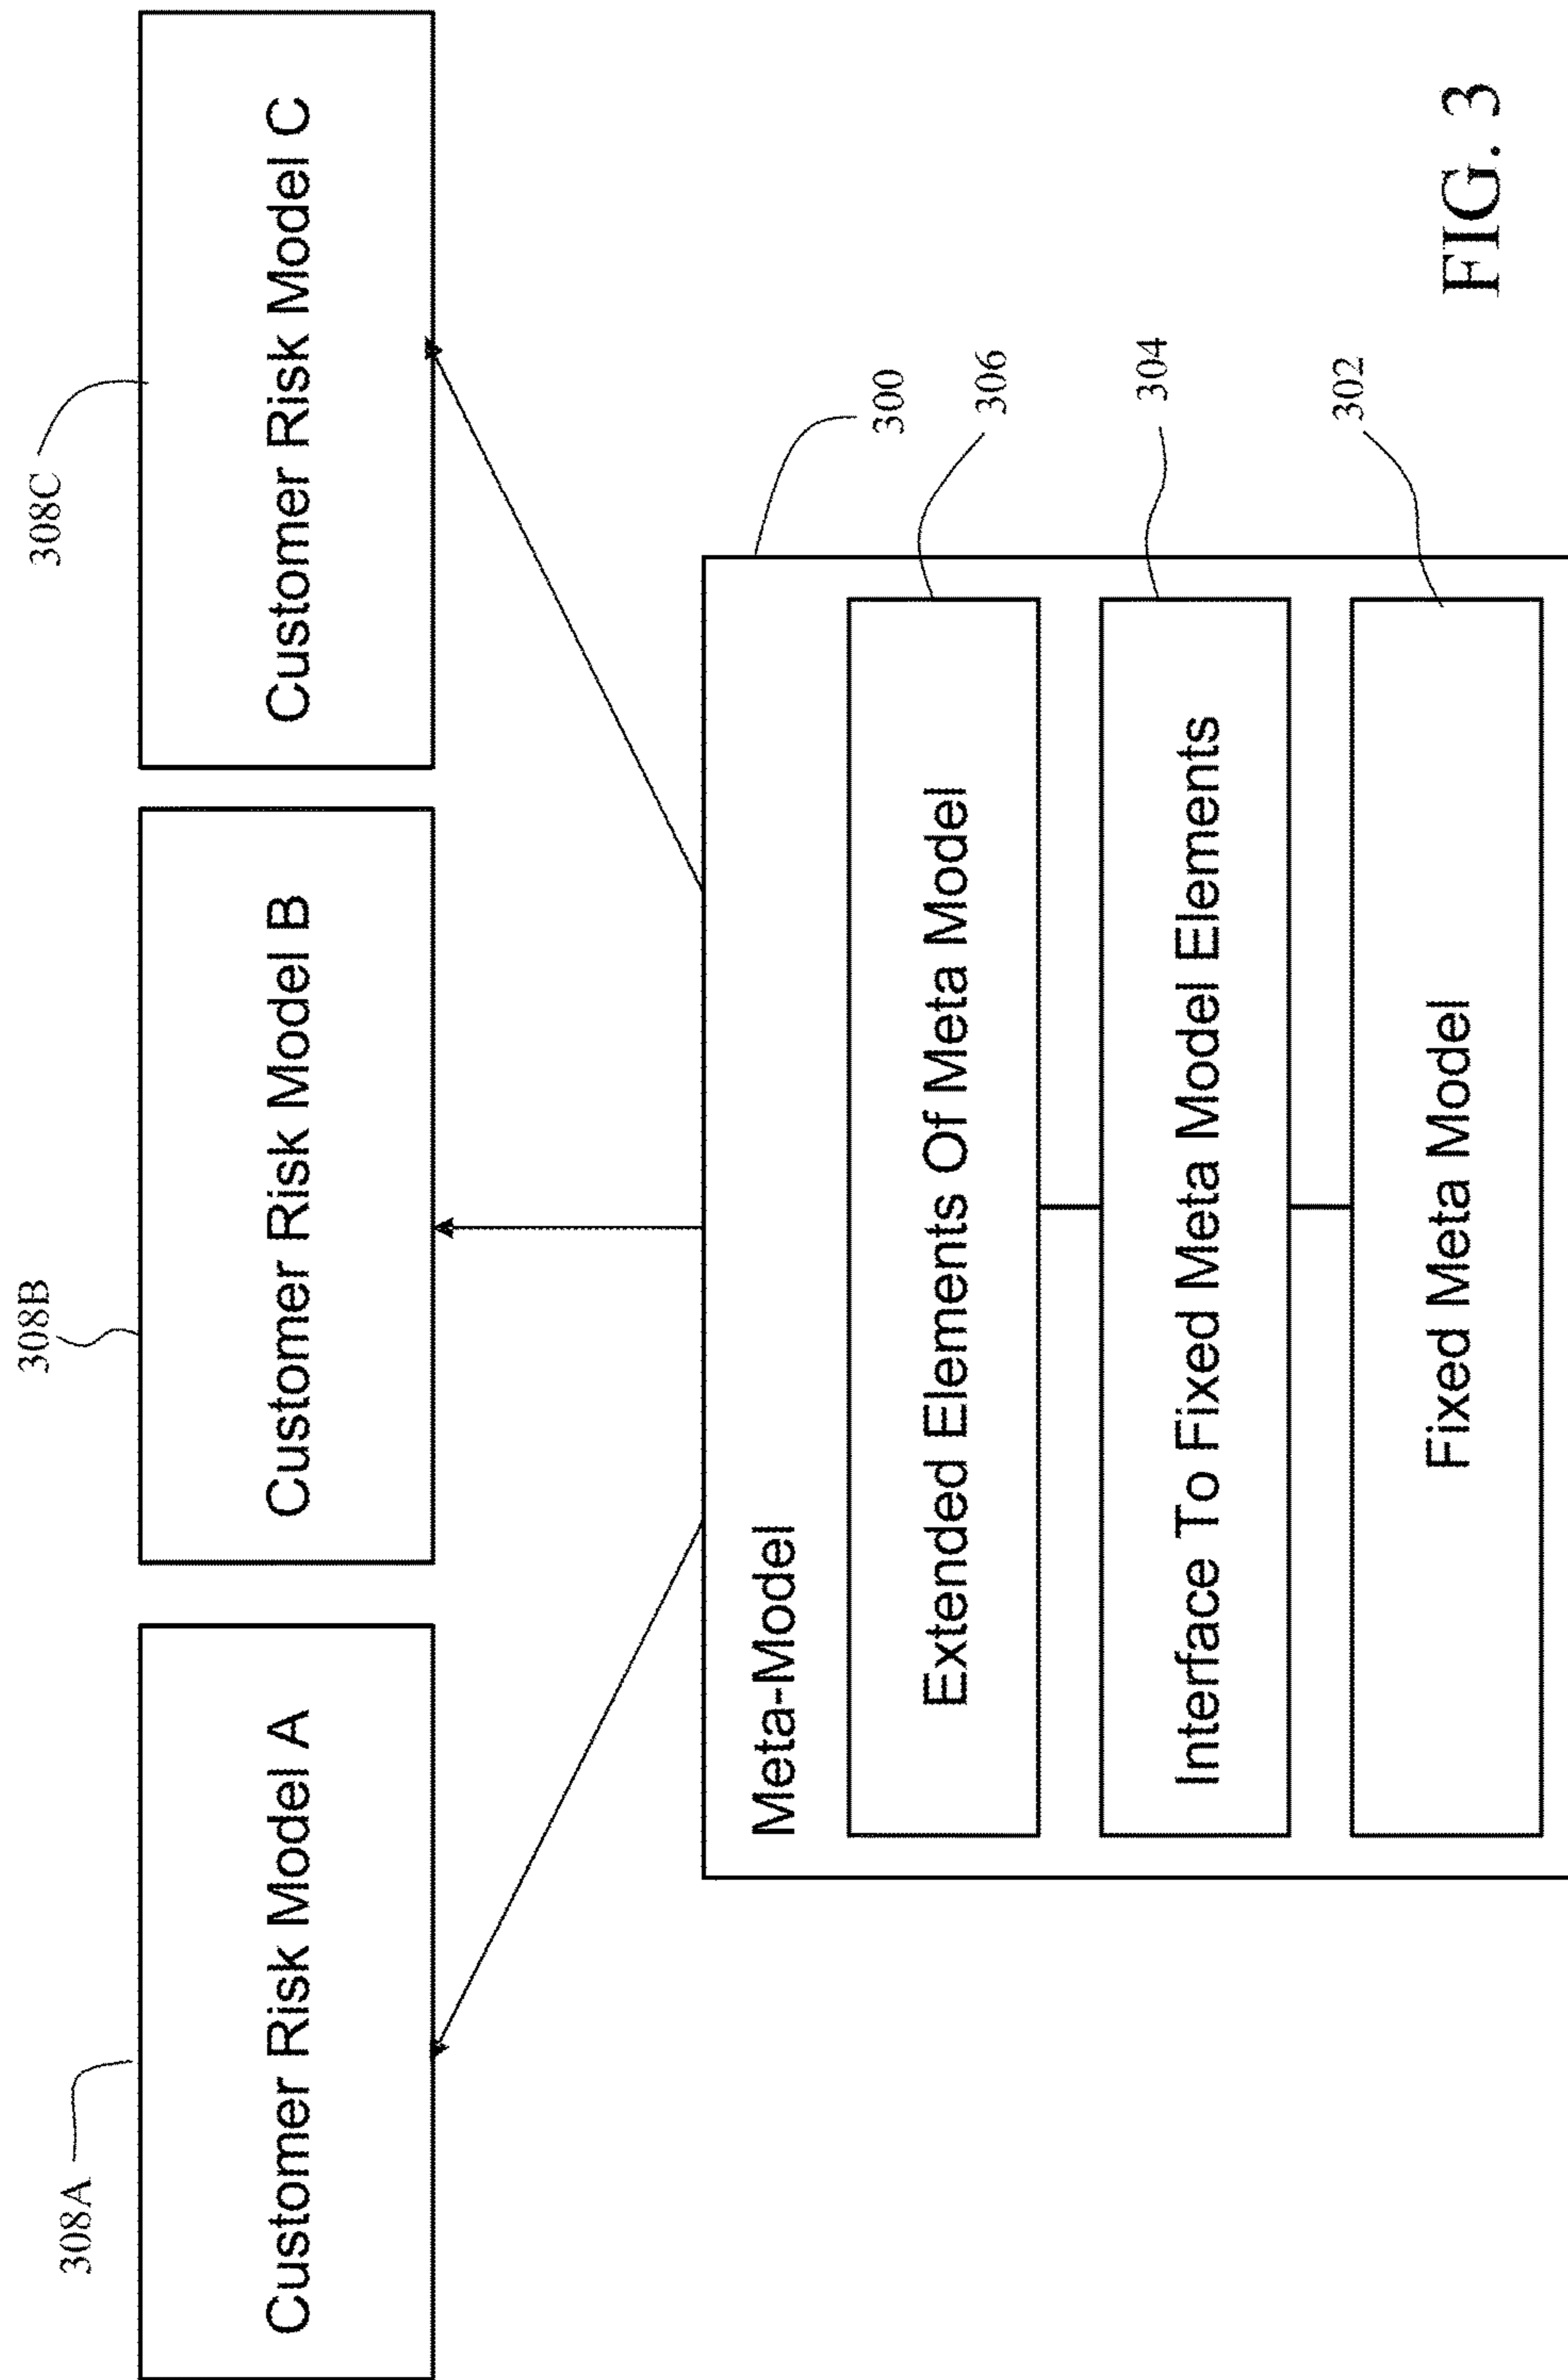 308A
308B
308C
Customer Risk Model A
Customer Risk Model B
Customer Risk Model C
300
Meta-Model
306
Extended Elements Of Meta Model
304
Interface To Fixed Meta Model Elements
302
Fixed Meta Model
FIG. 3